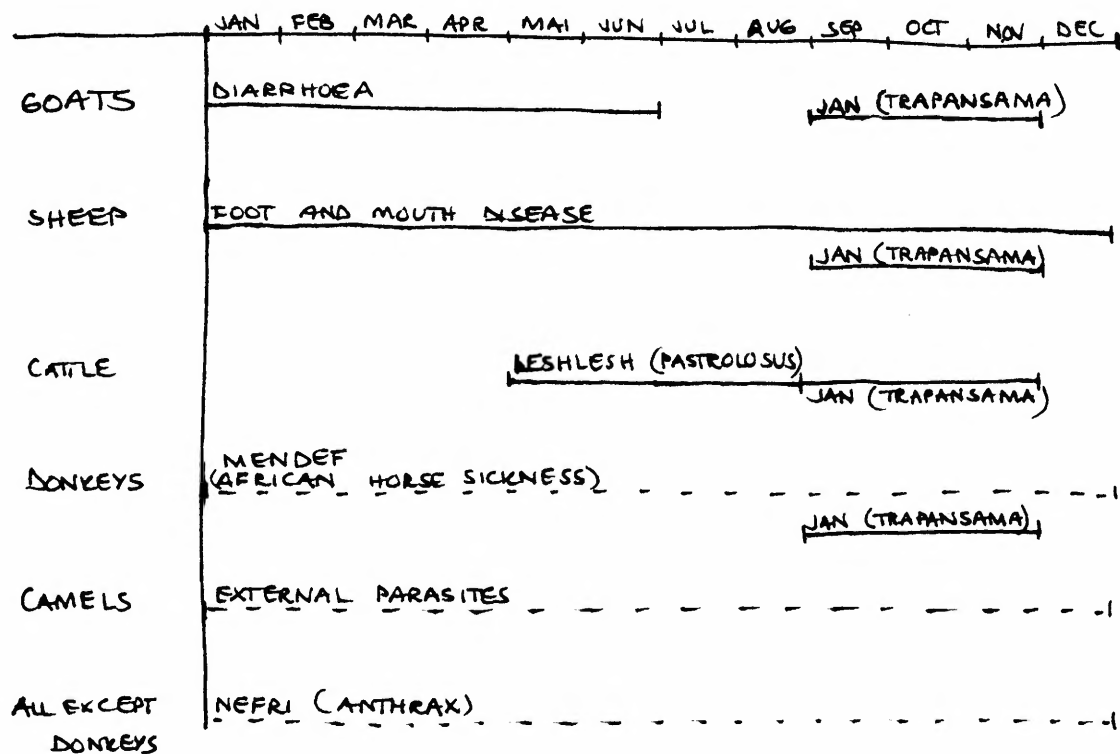 JAN FEB MAR APR MAI JUN JUL AUG SEP OCT NOV DEC
GOATS DIARRHOEA JAN (TRAPANSAMA)
SHEEP FOOT AND MOUTH DISEASE
JAN (TRAPANSAMA)
CATTLE LESHLESH (PASTROLOSUS)
JAN (TRAPANSAMA)
MENDEF
DONKEYS (AFRICAN HORSE SICKNESS)
JAN (TRAPANSAMA)
CAMELS EXTERNAL PARASITES
ALL EXCEPT NEFRI (ANTHRAX)
DONKEYS